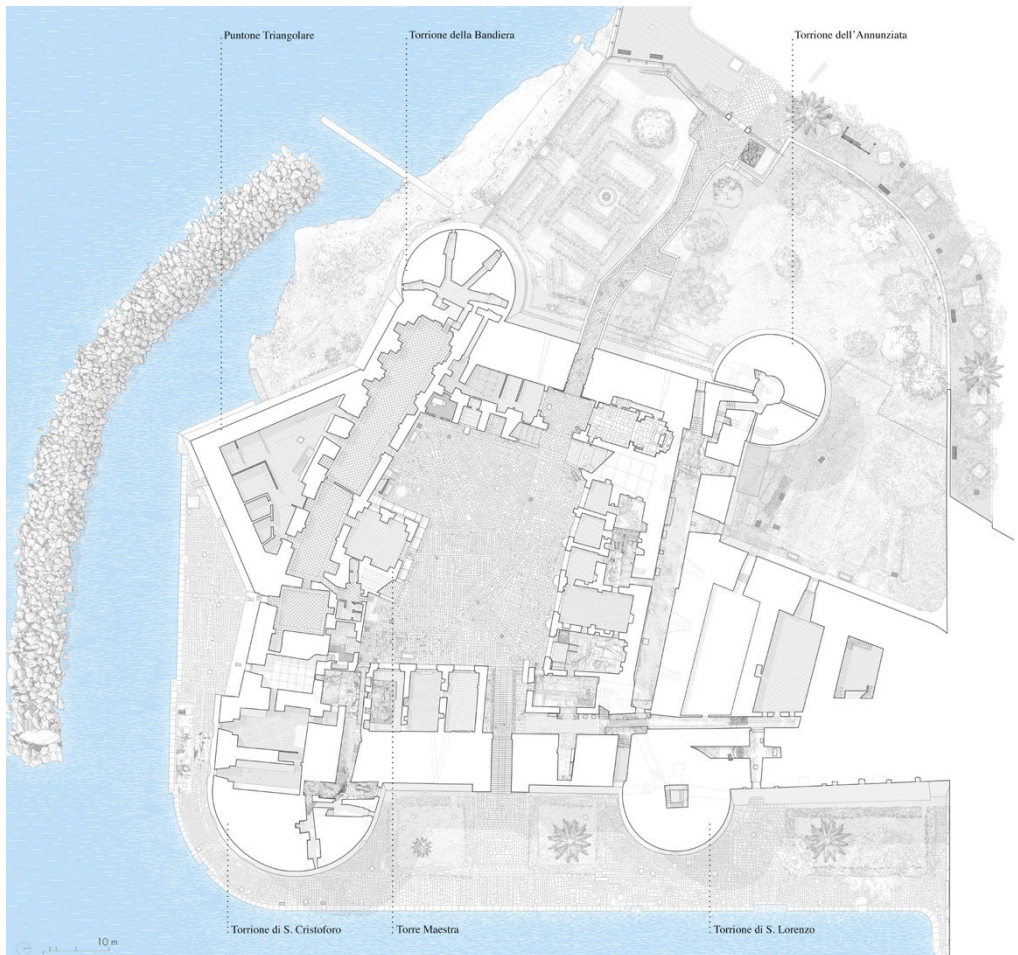 Puntone Triangolare
Torrione della Bandiera
Torrione dell'Annunziata
Torrione di S. Cristoforo
Torre Maestra
Torrione di S. Lorenzo
10 m